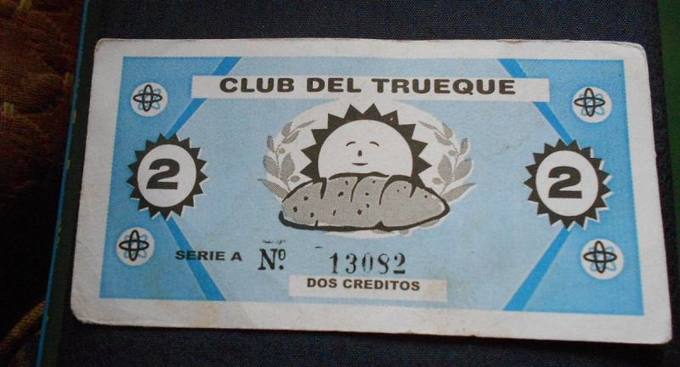 CLUB DEL TRUEQUE
2 2
SERIE A Nº. 13082
DOS CREDITOS